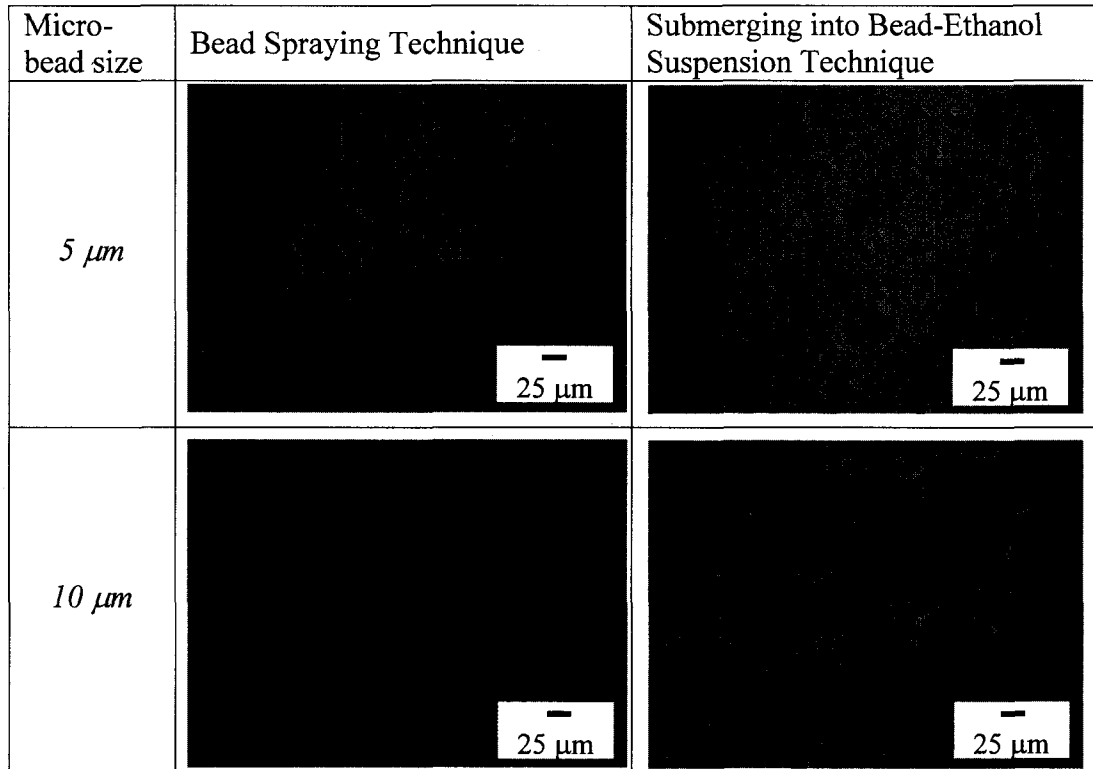 Micro-
bead size
Bead Spraying Technique
Submerging into Bead-Ethanol
Suspension Technique
5 μm
25 μm
25 μm
10 μm
25 μm
25 μm